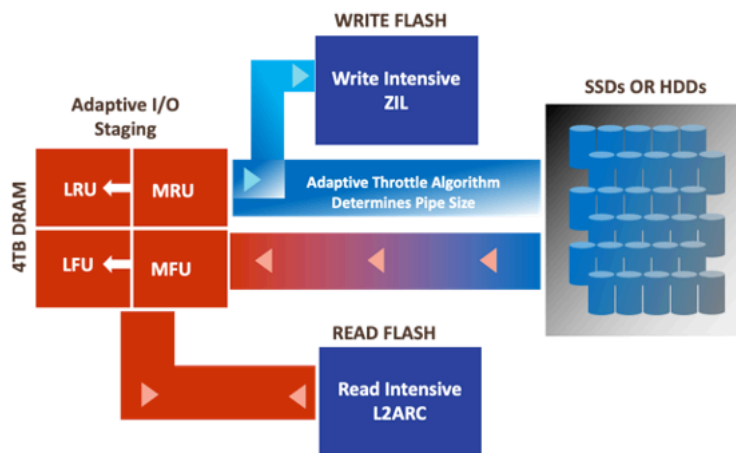 WRITE FLASH
Write Intensive
ZIL
SSDs OR HDDs
Adaptive I/O
Staging
4TB DRAM
LRU
MRU
Adaptive Throttle Algorithm
Determines Pipe Size
LFU
MFU
READ FLASH
Read Intensive
L2ARC